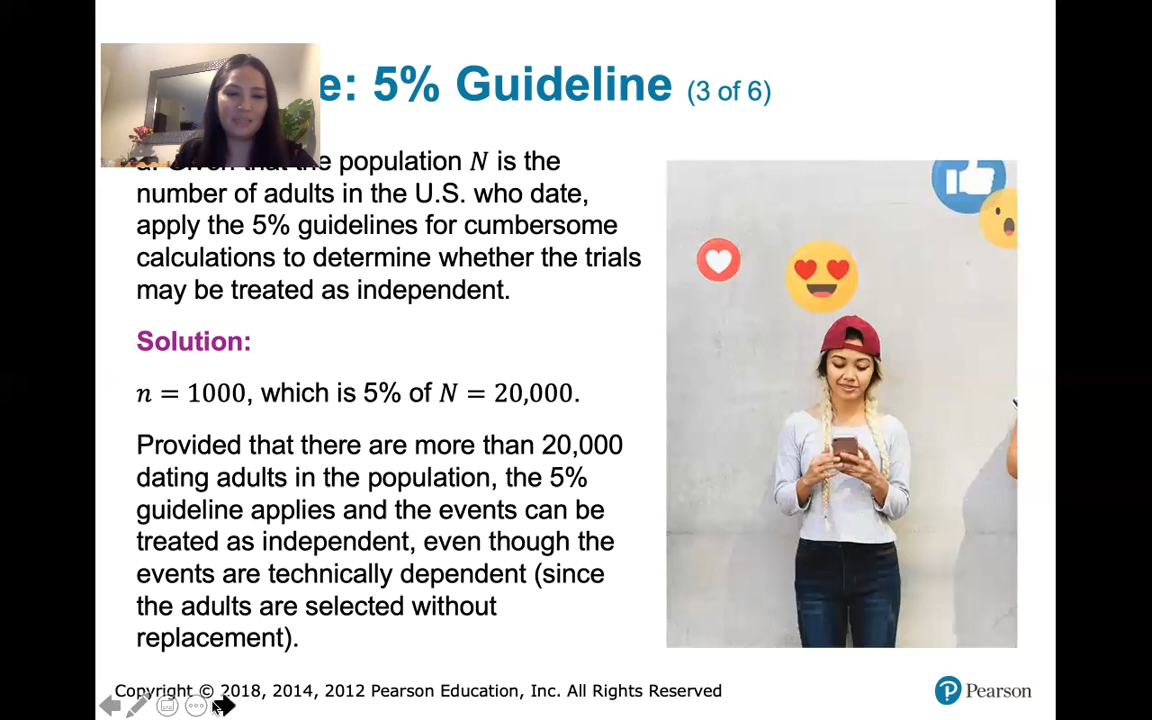 e: 5% Guideline (3 of 6)
a. Given that the population N is the
number of adults in the U.S. who date,
apply the 5% guidelines for cumbersome
calculations to determine whether the trials
may be treated as independent.
Solution:
n = 1000, which is 5% of N = 20,000.
Provided that there are more than 20,000
dating adults in the population, the 5%
guideline applies and the events can be
treated as independent, even though the
events are technically dependent (since
the adults are selected without
replacement).
Copyright © 2018, 2014, 2012 Pearson Education, Inc. All Rights Reserved
Pearson